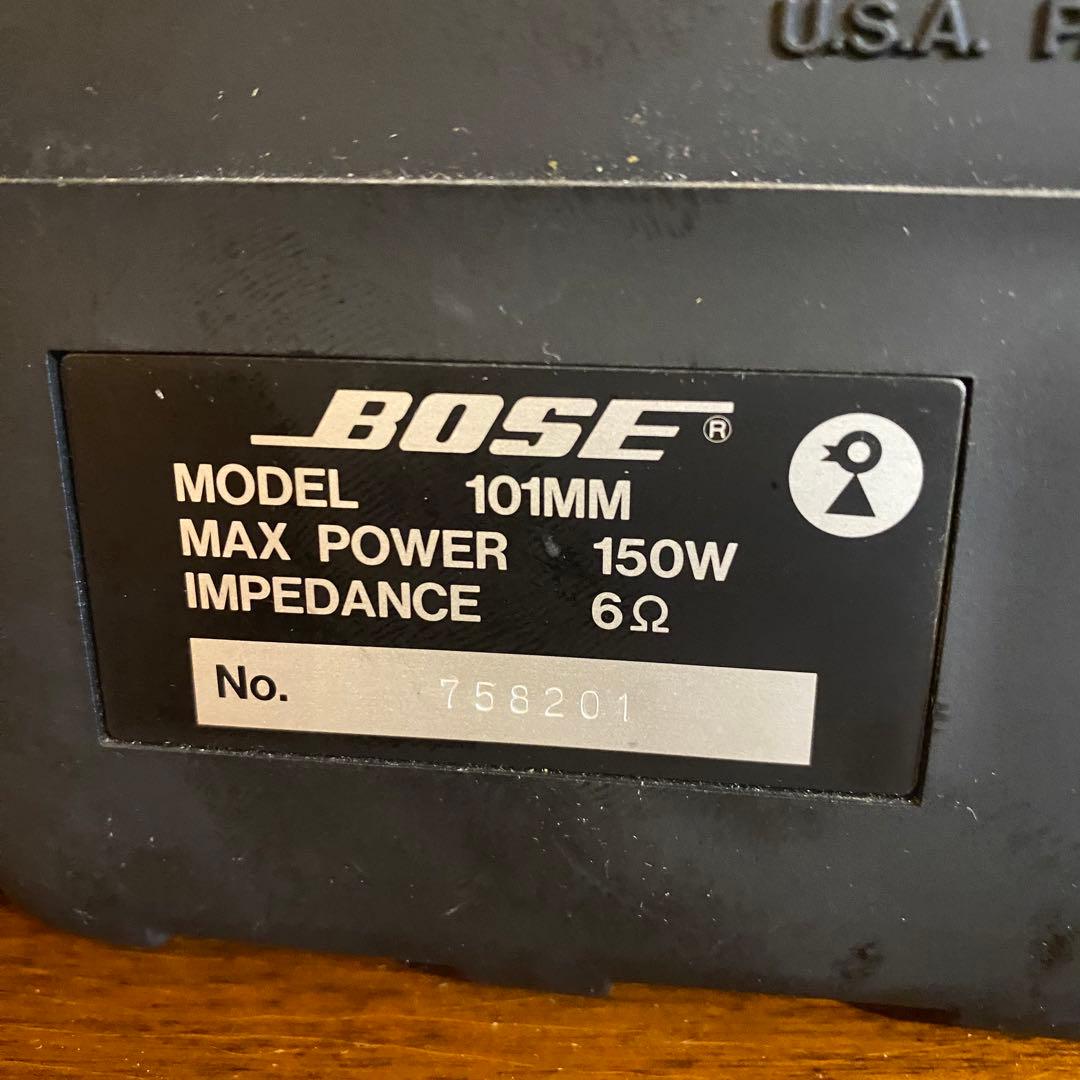 U.S.A.
BOSE®
MODEL 101MM
MAX POWER 150W
IMPEDANCE 6Ω
No. 758201